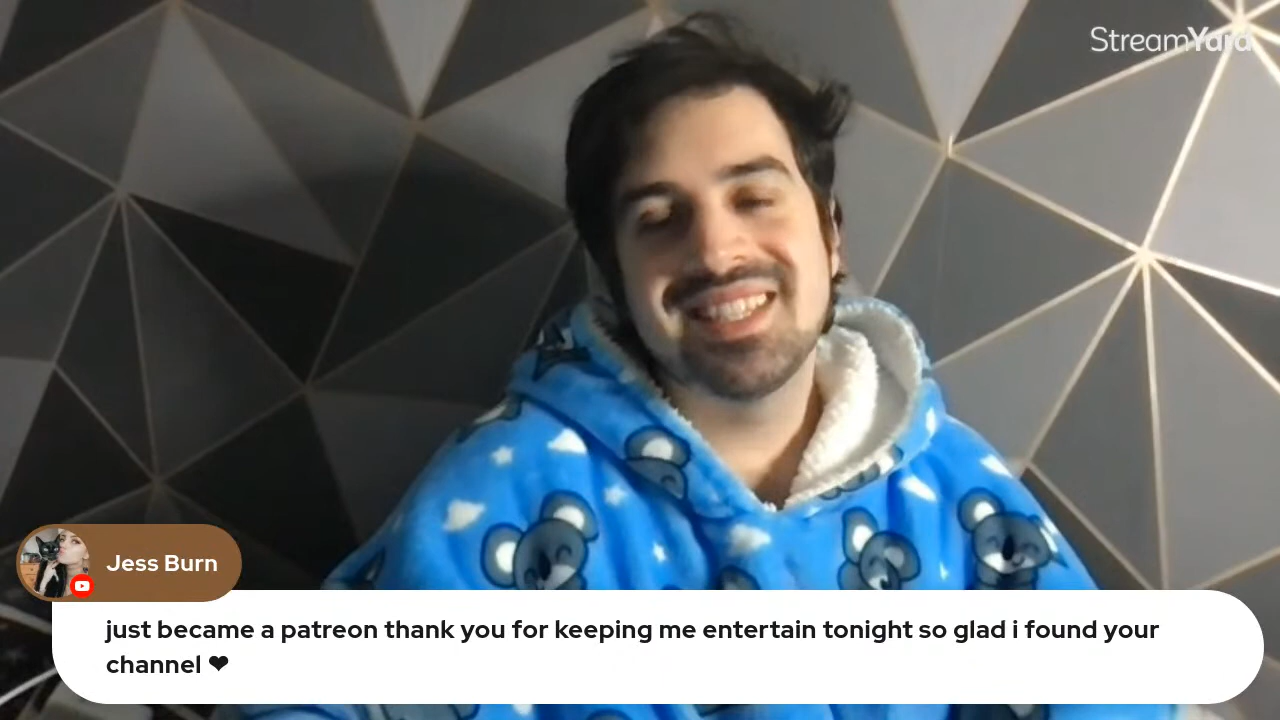 StreamYard
Jess Burn
just became a patreon thank you for keeping me entertain tonight so glad i found your
channel ❤